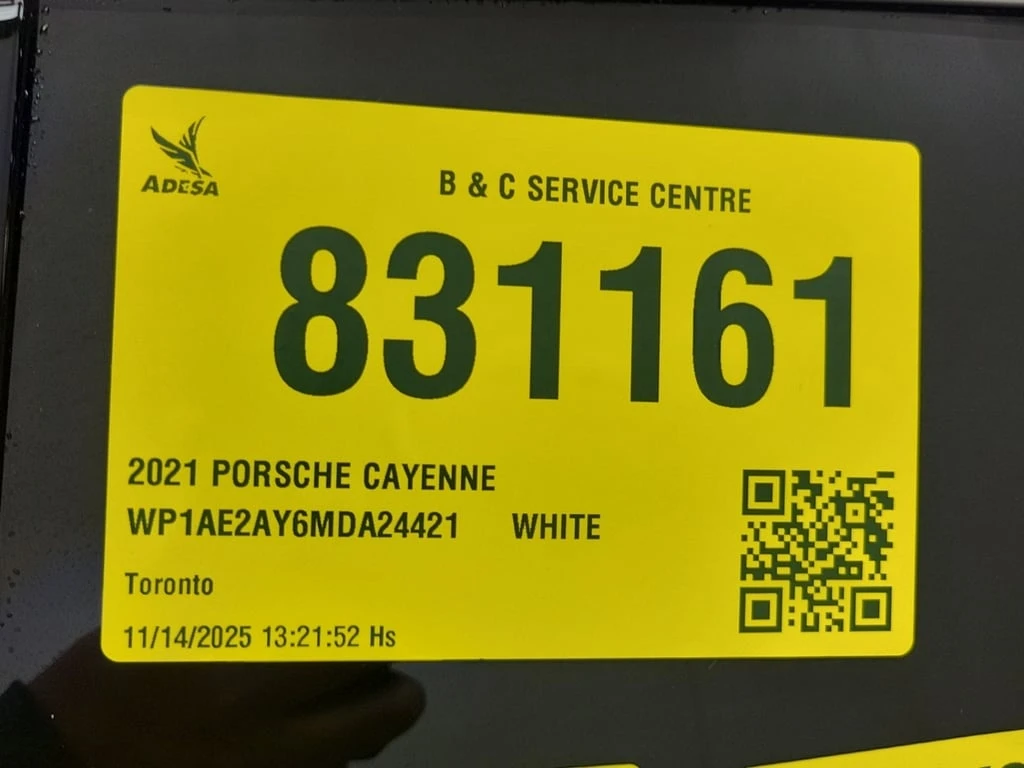 ADESA
B & C SERVICE CENTRE
831161
2021 PORSCHE CAYENNE
WP1AE2AY6MDA24421 WHITE
Toronto
11/14/2025 13:21:52 Hs